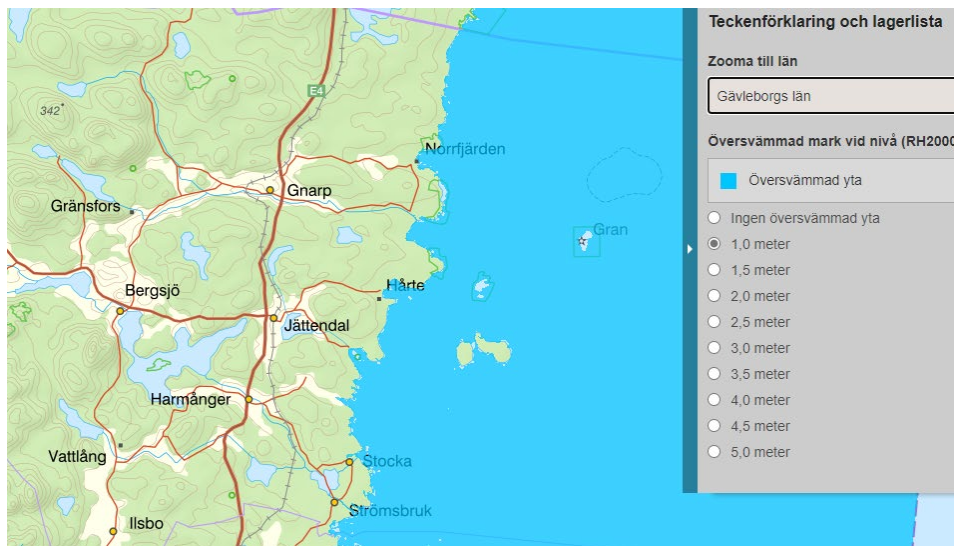 Teckenförklaring och lagerlista
Zooma till län
Gävleborgs län
Översvämmad mark vid nivå (RH2000
Översvämmad yta
Ingen översvämmad yta
1,0 meter
1,5 meter
2,0 meter
2,5 meter
3,0 meter
3,5 meter
4,0 meter
4,5 meter
5,0 meter
E4
342
Norrfjärden
Gnarp
Gränsfors
Gran
Bergsjö
Hårte
Jättendal
Harmånger
Vattlång
Stocka
Strömsbruk
Ilsbo